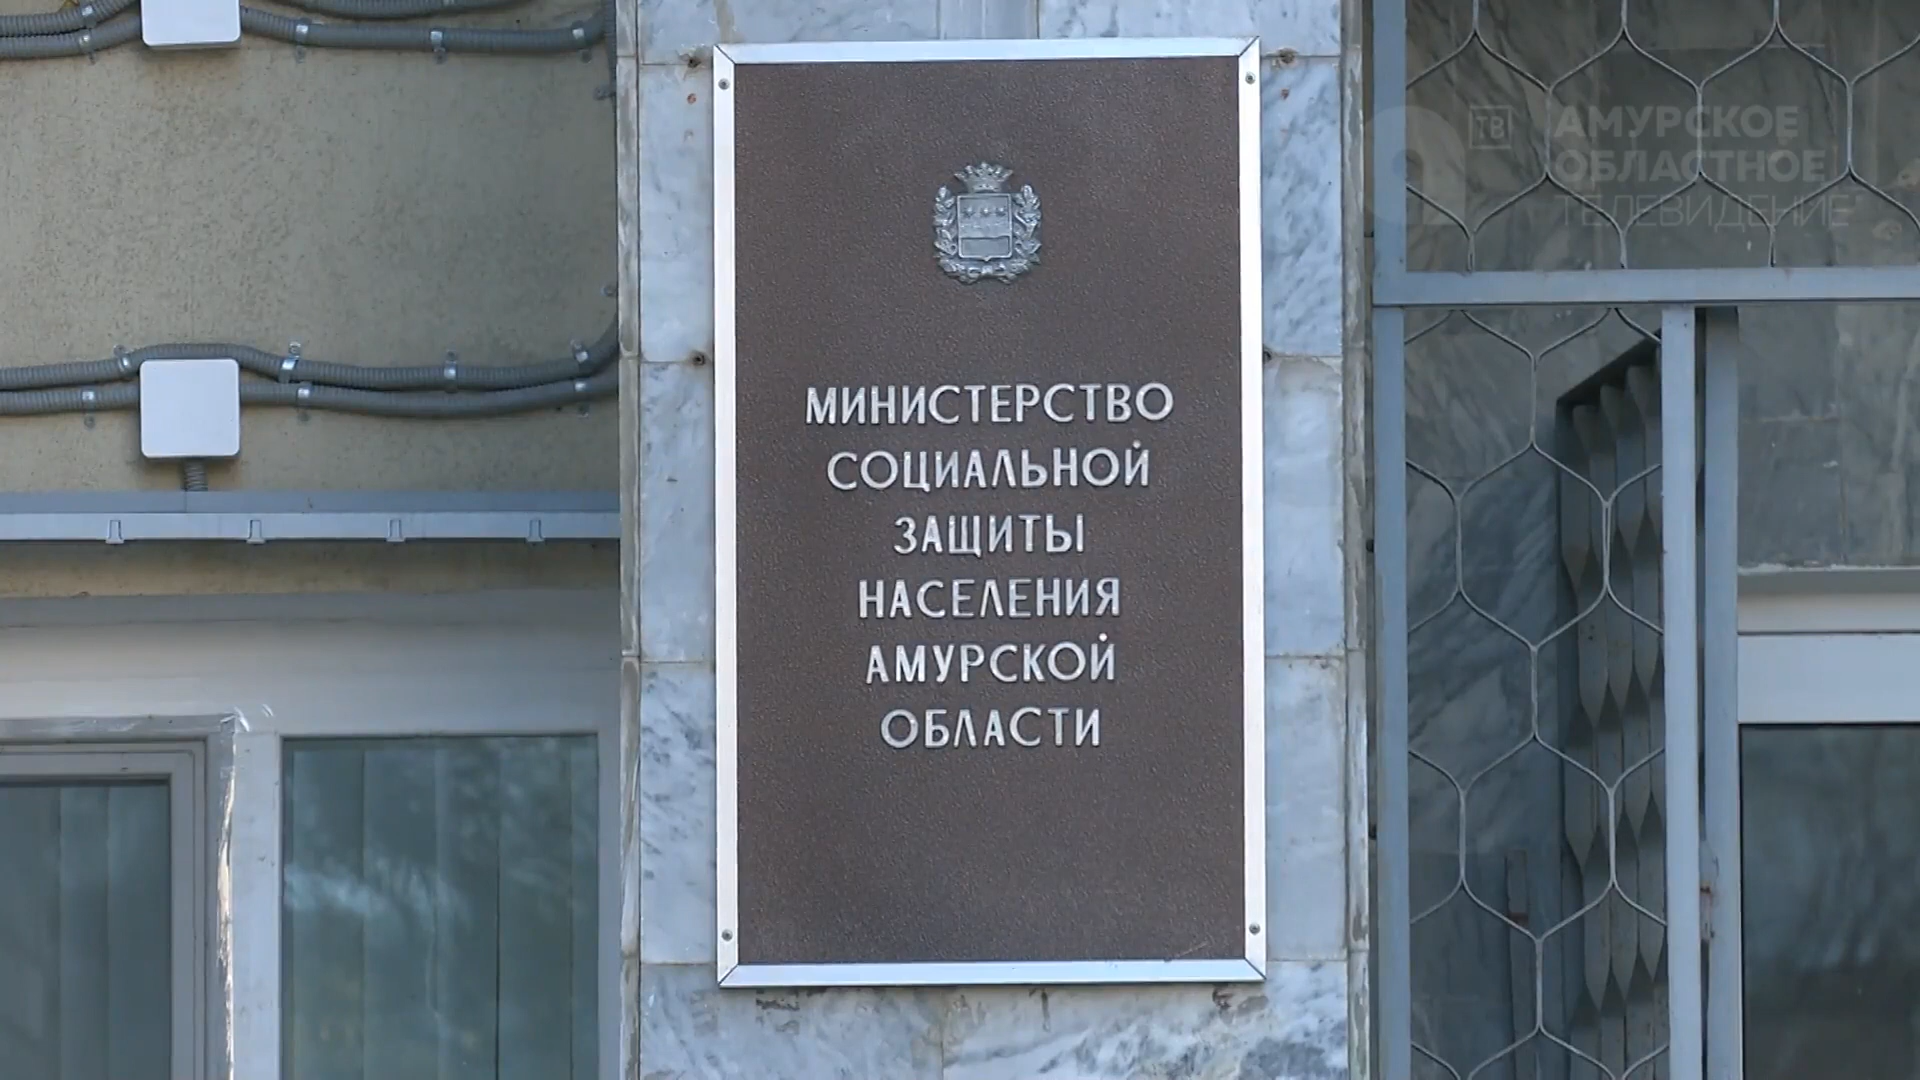 МИНИСТЕРСТВО
СОЦИАЛЬНОЙ
ЗАЩИТЫ
НАСЕЛЕНИЯ
АМУРСКОЙ
ОБЛАСТИ
ТВ
АМУРСКОЕ
ОБЛАСТНОЕ
ТЕЛЕВИДЕНИЕ